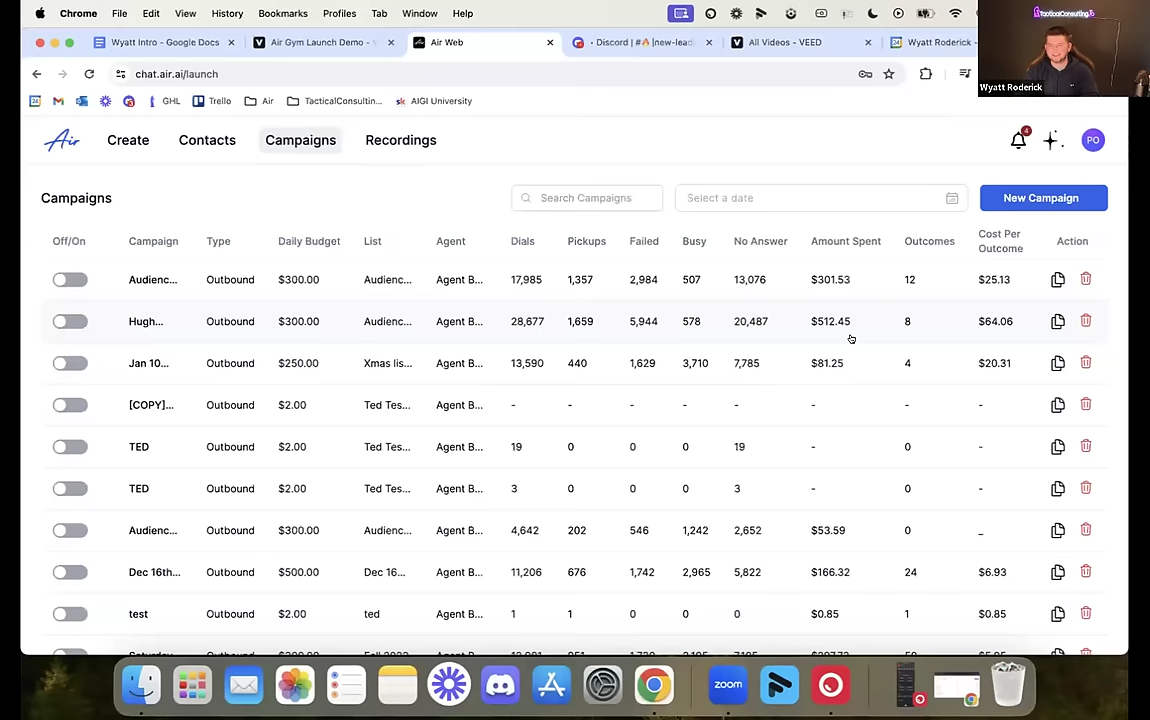 Chrome File Edit View History Bookmarks Profiles Tab Window Help
Wyatt Intro - Google Docs Air Gym Launch Demo - V Air Web • Discord | #🔥|new-lead All Videos - VEED Wyatt Roderick -
TacticalConsulting
chat.air.ai/launch
Wyatt Roderick
GHL Trello Air TacticalConsultin... sk AIGI University
Air Create Contacts Campaigns Recordings 4 PO
Campaigns Search Campaigns Select a date New Campaign
Off/On Campaign Type Daily Budget List Agent Dials Pickups Failed Busy No Answer Amount Spent Outcomes Cost Per Outcome Action
Audienc... Outbound $300.00 Audienc... Agent B... 17,985 1,357 2,984 507 13,076 $301.53 12 $25.13
Hugh... Outbound $300.00 Audienc... Agent B... 28,677 1,659 5,944 578 20,487 $512.45 8 $64.06
Jan 10... Outbound $250.00 Xmas lis... Agent B... 13,590 440 1,629 3,710 7,785 $81.25 4 $20.31
[COPY]... Outbound $2.00 Ted Tes... Agent B... - - - - - - - -
TED Outbound $2.00 Ted Tes... Agent B... 19 0 0 0 19 - 0 -
TED Outbound $2.00 Ted Tes... Agent B... 3 0 0 0 3 - 0 -
Audienc... Outbound $300.00 Audienc... Agent B... 4,642 202 546 1,242 2,652 $53.59 0 _
Dec 16th... Outbound $500.00 Dec 16... Agent B... 11,206 676 1,742 2,965 5,822 $166.32 24 $6.93
test Outbound $2.00 ted Agent B... 1 1 0 0 0 $0.85 1 $0.85
zoom